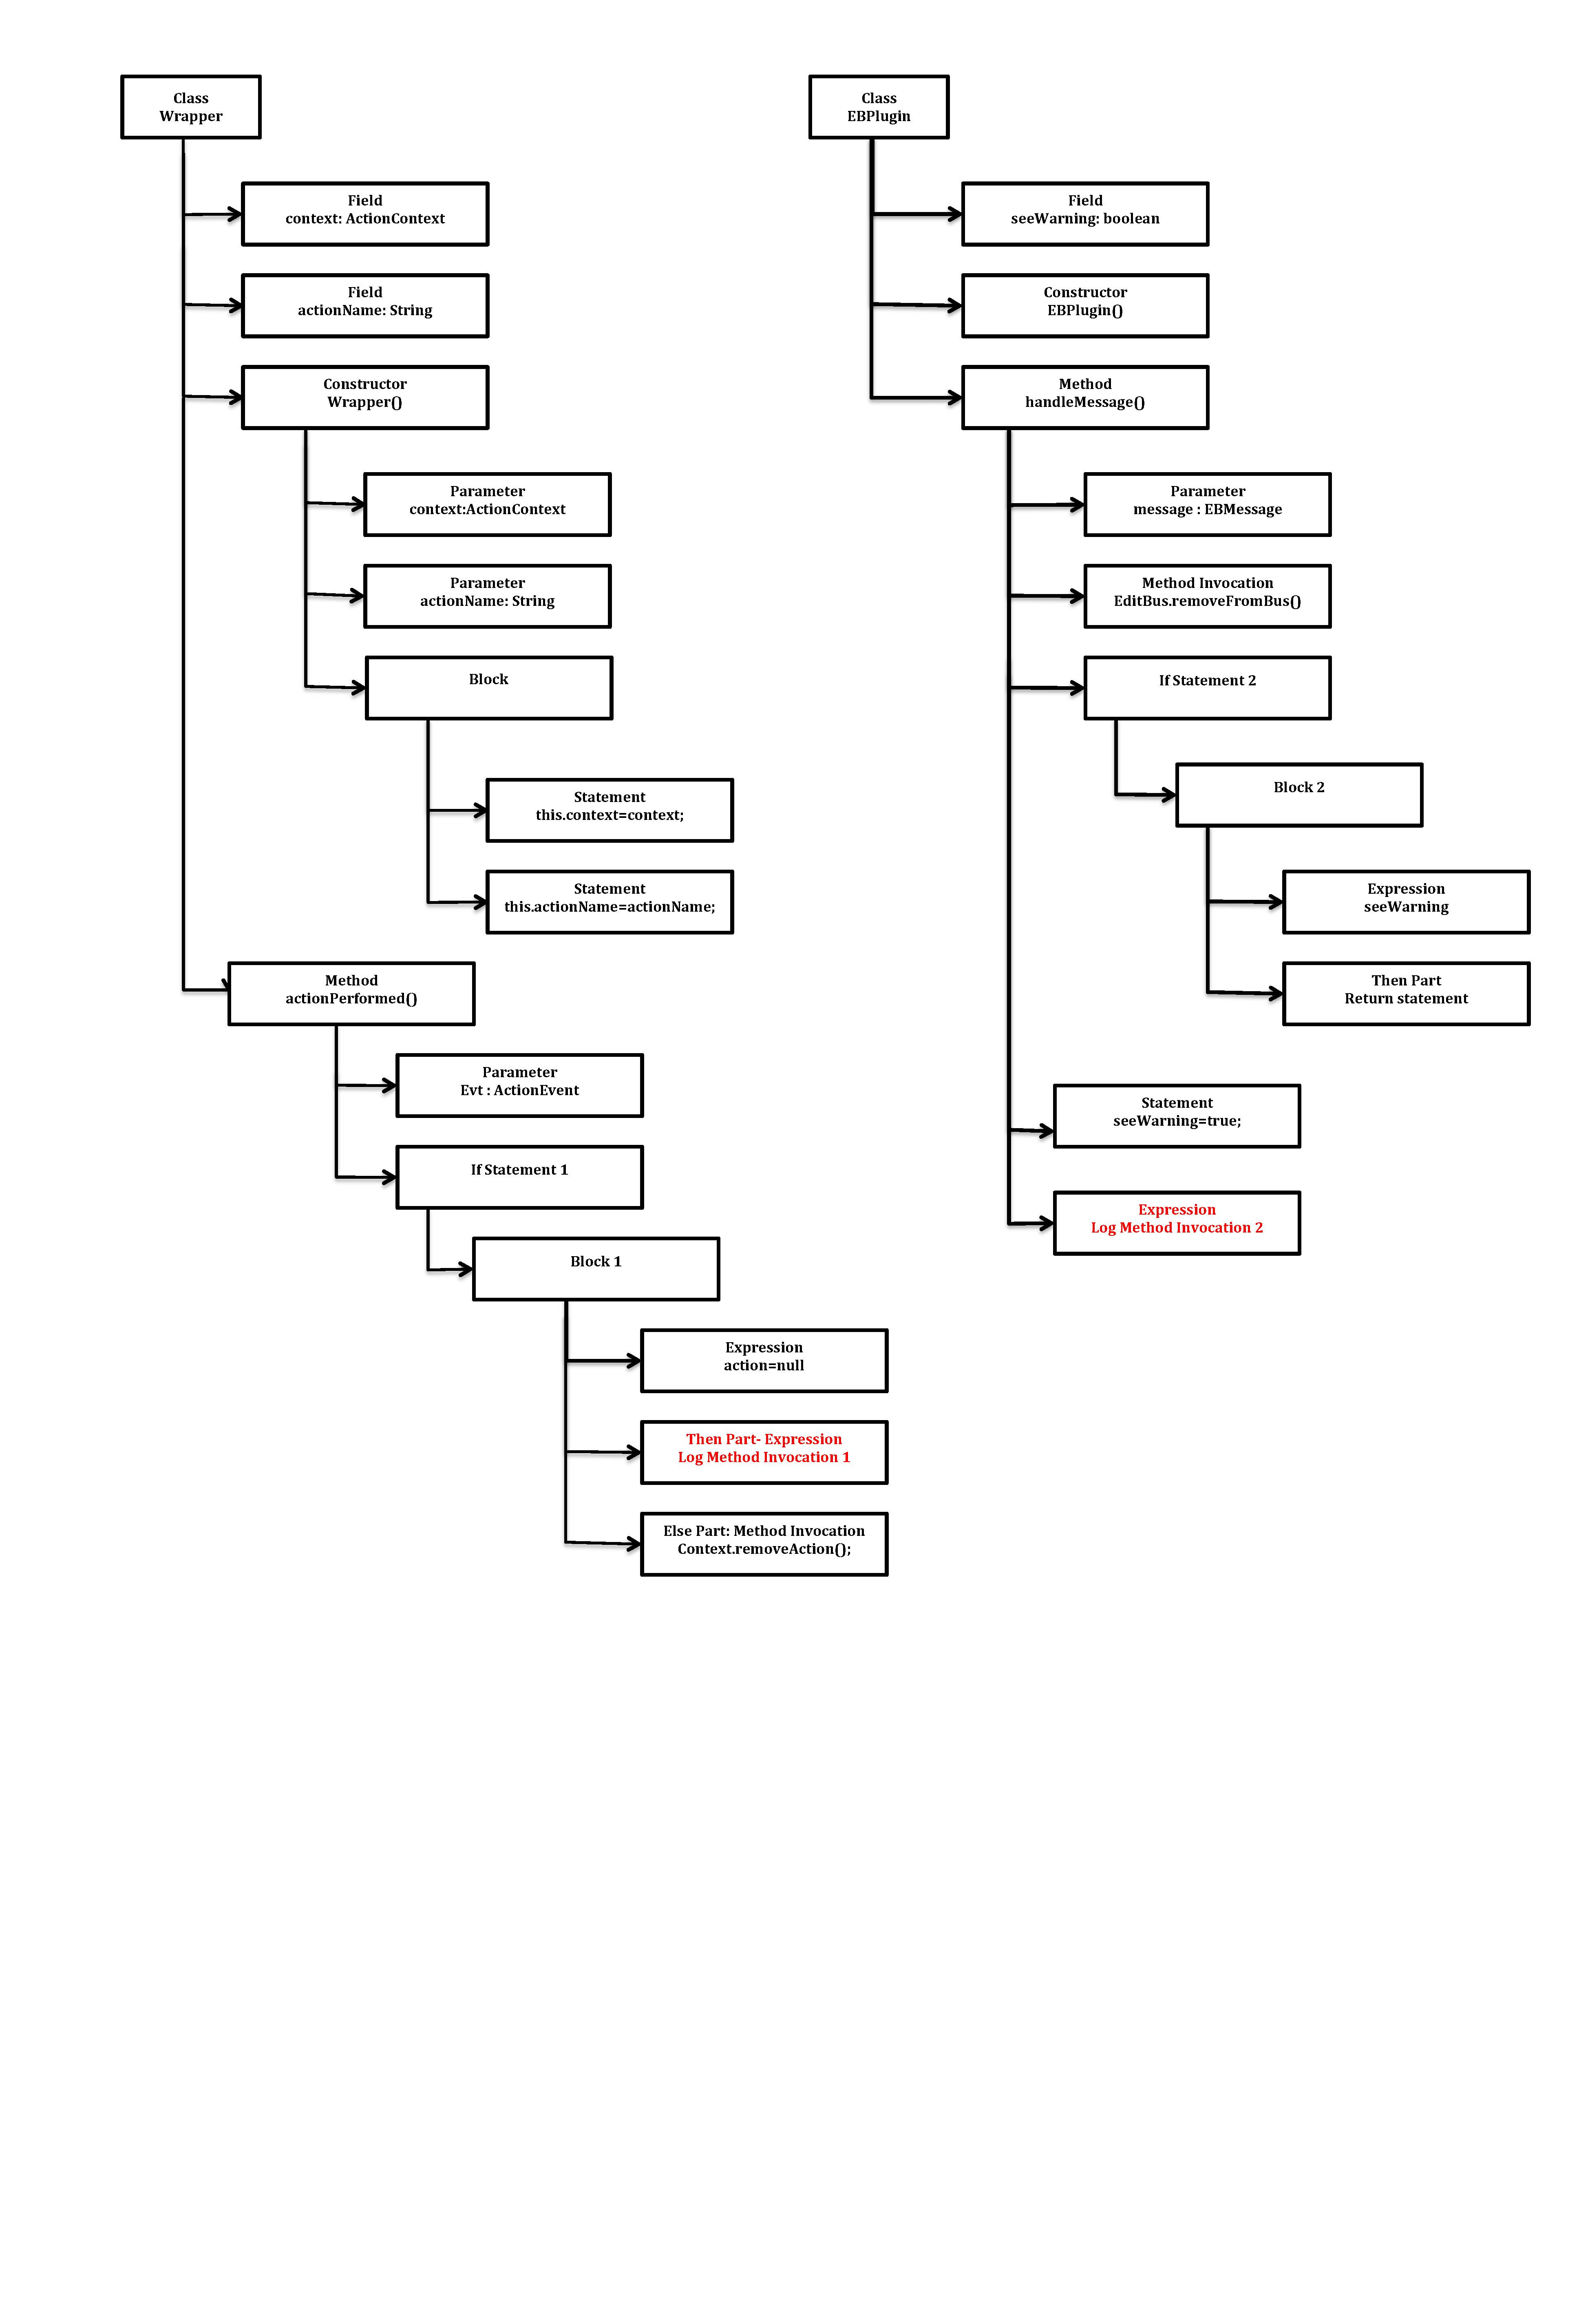 Class
Wrapper
Field
context: ActionContext
Field
actionName: String
Constructor
Wrapper()
Parameter
context:ActionContext
Parameter
actionName: String
Block
Statement
this.context=context;
Statement
this.actionName=actionName;
Method
actionPerformed()
Parameter
Evt : ActionEvent
If Statement 1
Block 1
Expression
action=null
Then Part- Expression
Log Method Invocation 1
Else Part: Method Invocation
Context.removeAction();
Class
EBPlugin
Field
seeWarning: boolean
Constructor
EBPlugin()
Method
handleMessage()
Parameter
message : EBMessage
Method Invocation
EditBus.removeFromBus()
If Statement 2
Block 2
Expression
seeWarning
Then Part
Return statement
Statement
seeWarning=true;
Expression
Log Method Invocation 2